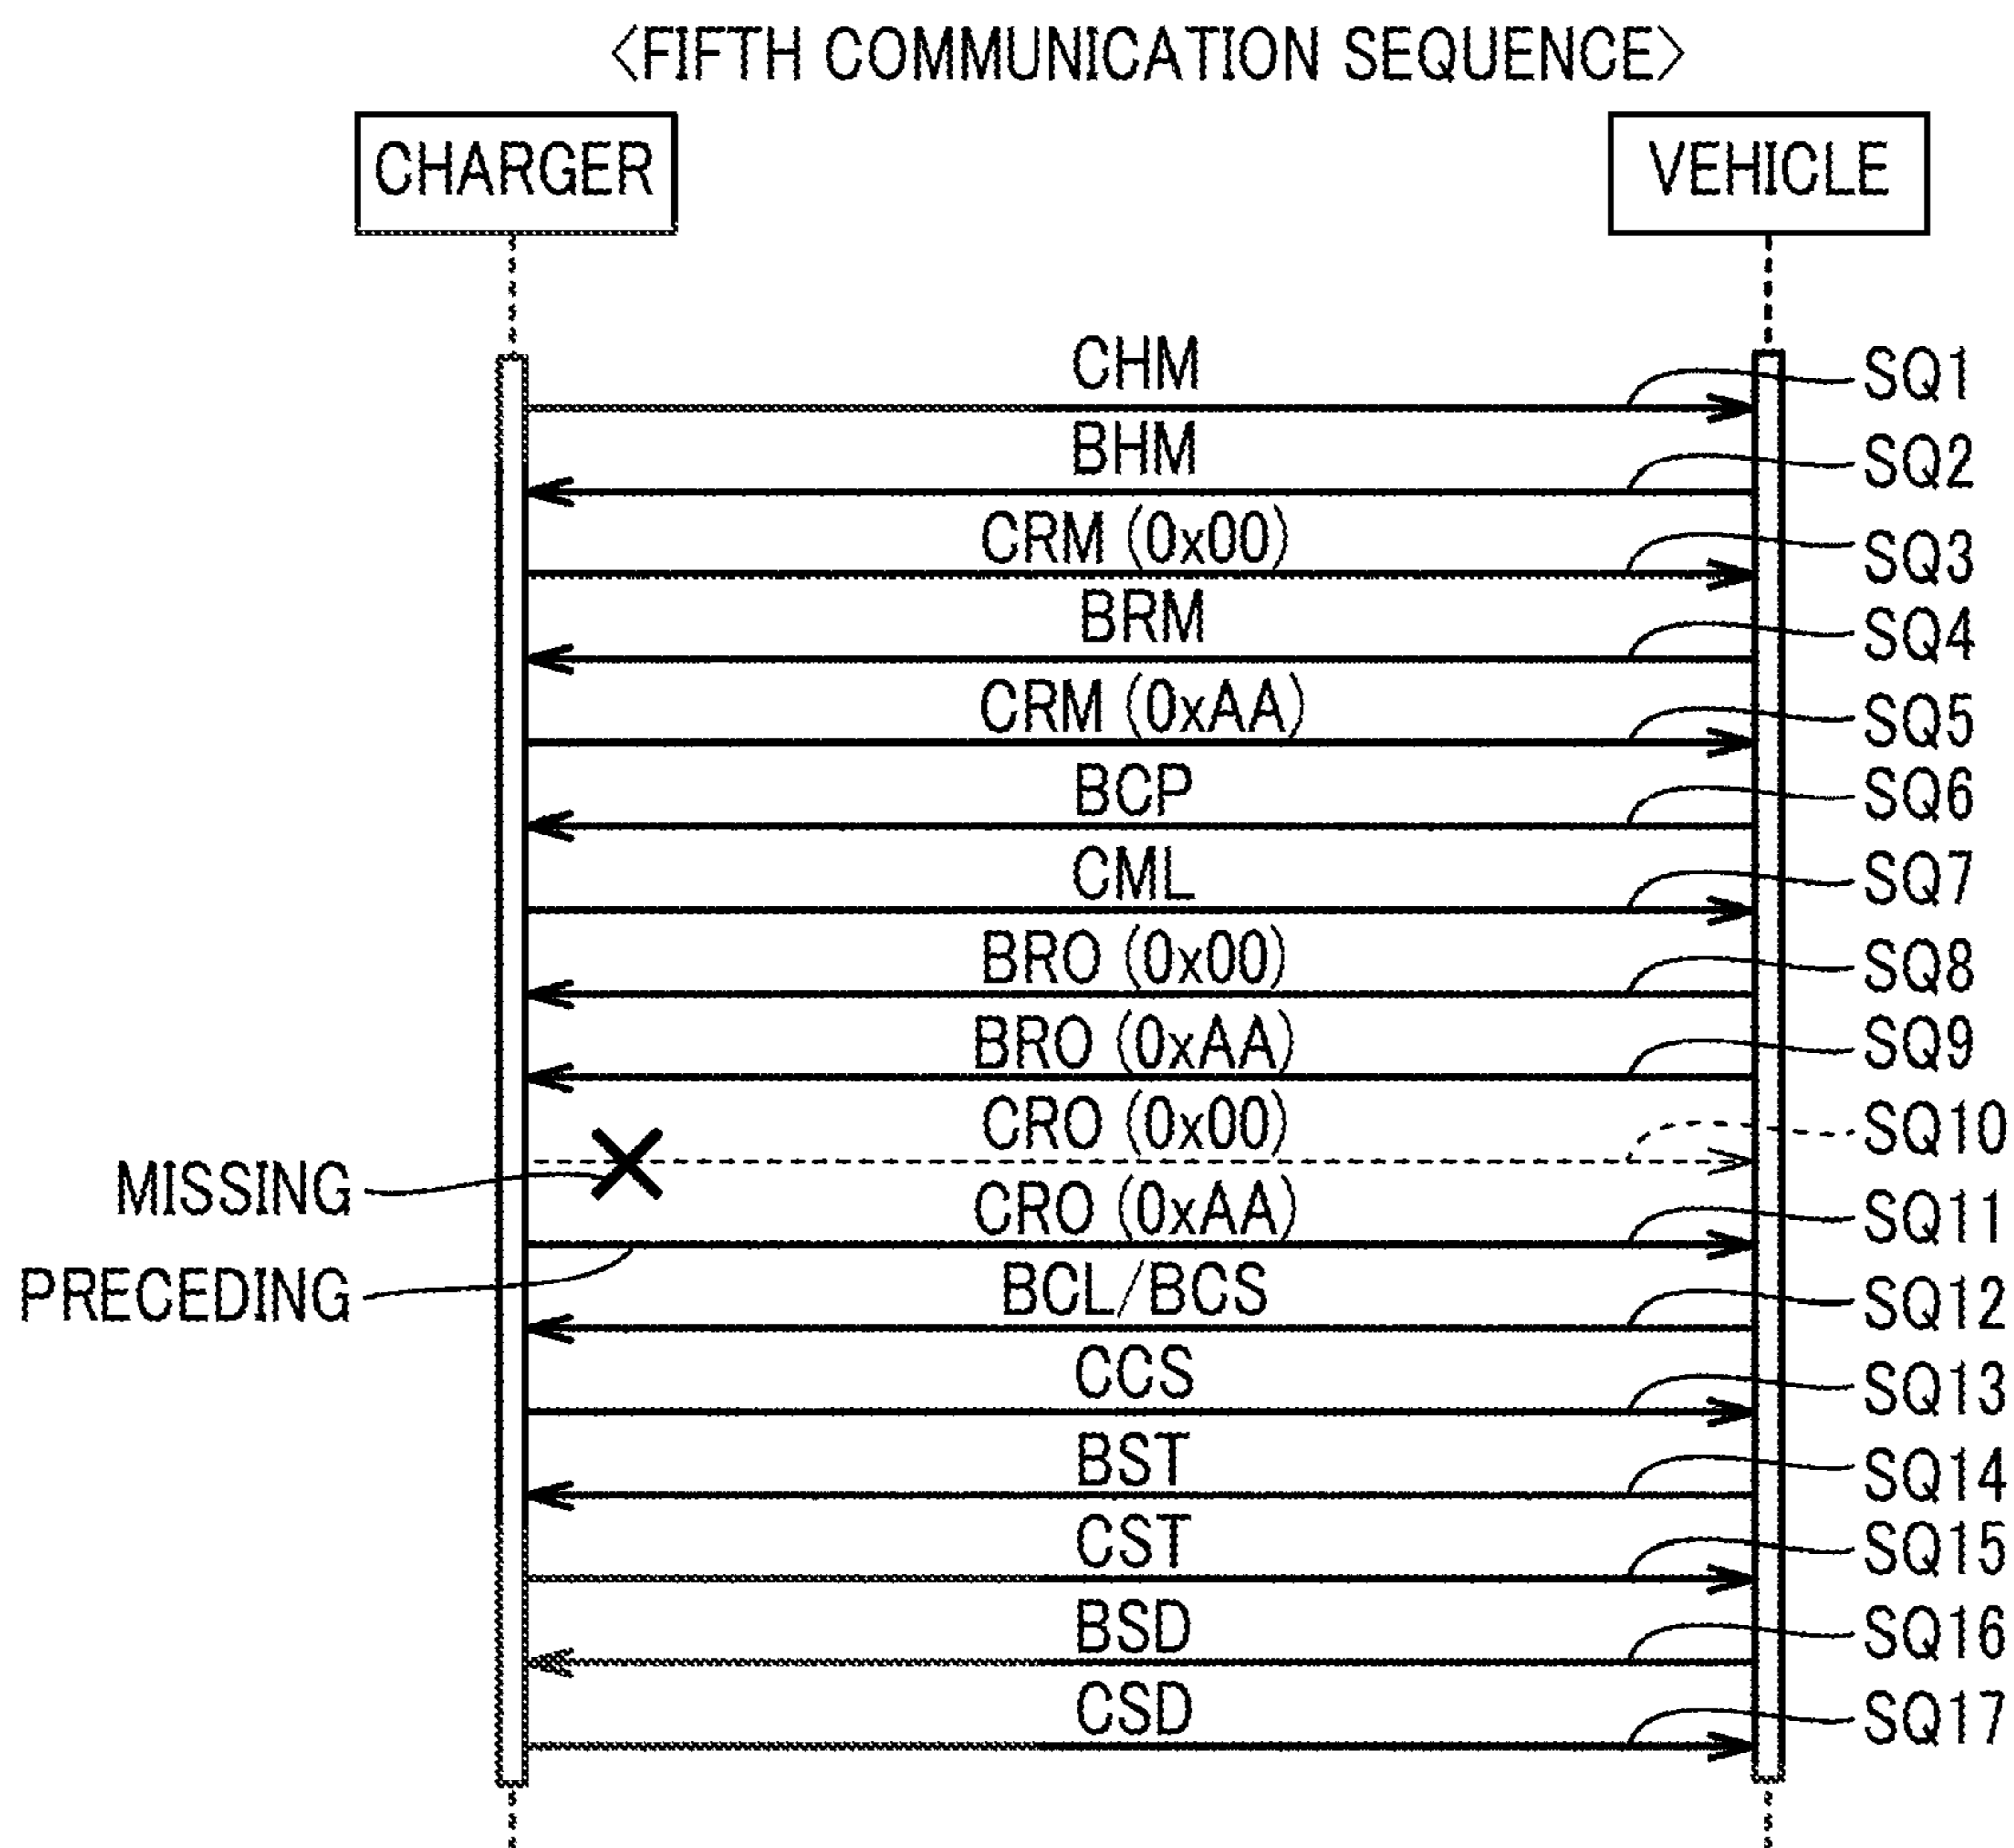 <FIFTH COMMUNICATION SEQUENCE>
CHARGER
VEHICLE
CHM
SQ1
BHM
SQ2
CRM (0x00)
SQ3
BRM
SQ4
CRM (0xAA)
SQ5
BCP
SQ6
CML
SQ7
BRO (0x00)
SQ8
BRO (0xAA)
SQ9
CRO (0x00)
SQ10
MISSING
CRO (0xAA)
SQ11
PRECEDING
BCL/BCS
SQ12
CCS
SQ13
BST
SQ14
CST
SQ15
BSD
SQ16
CSD
SQ17